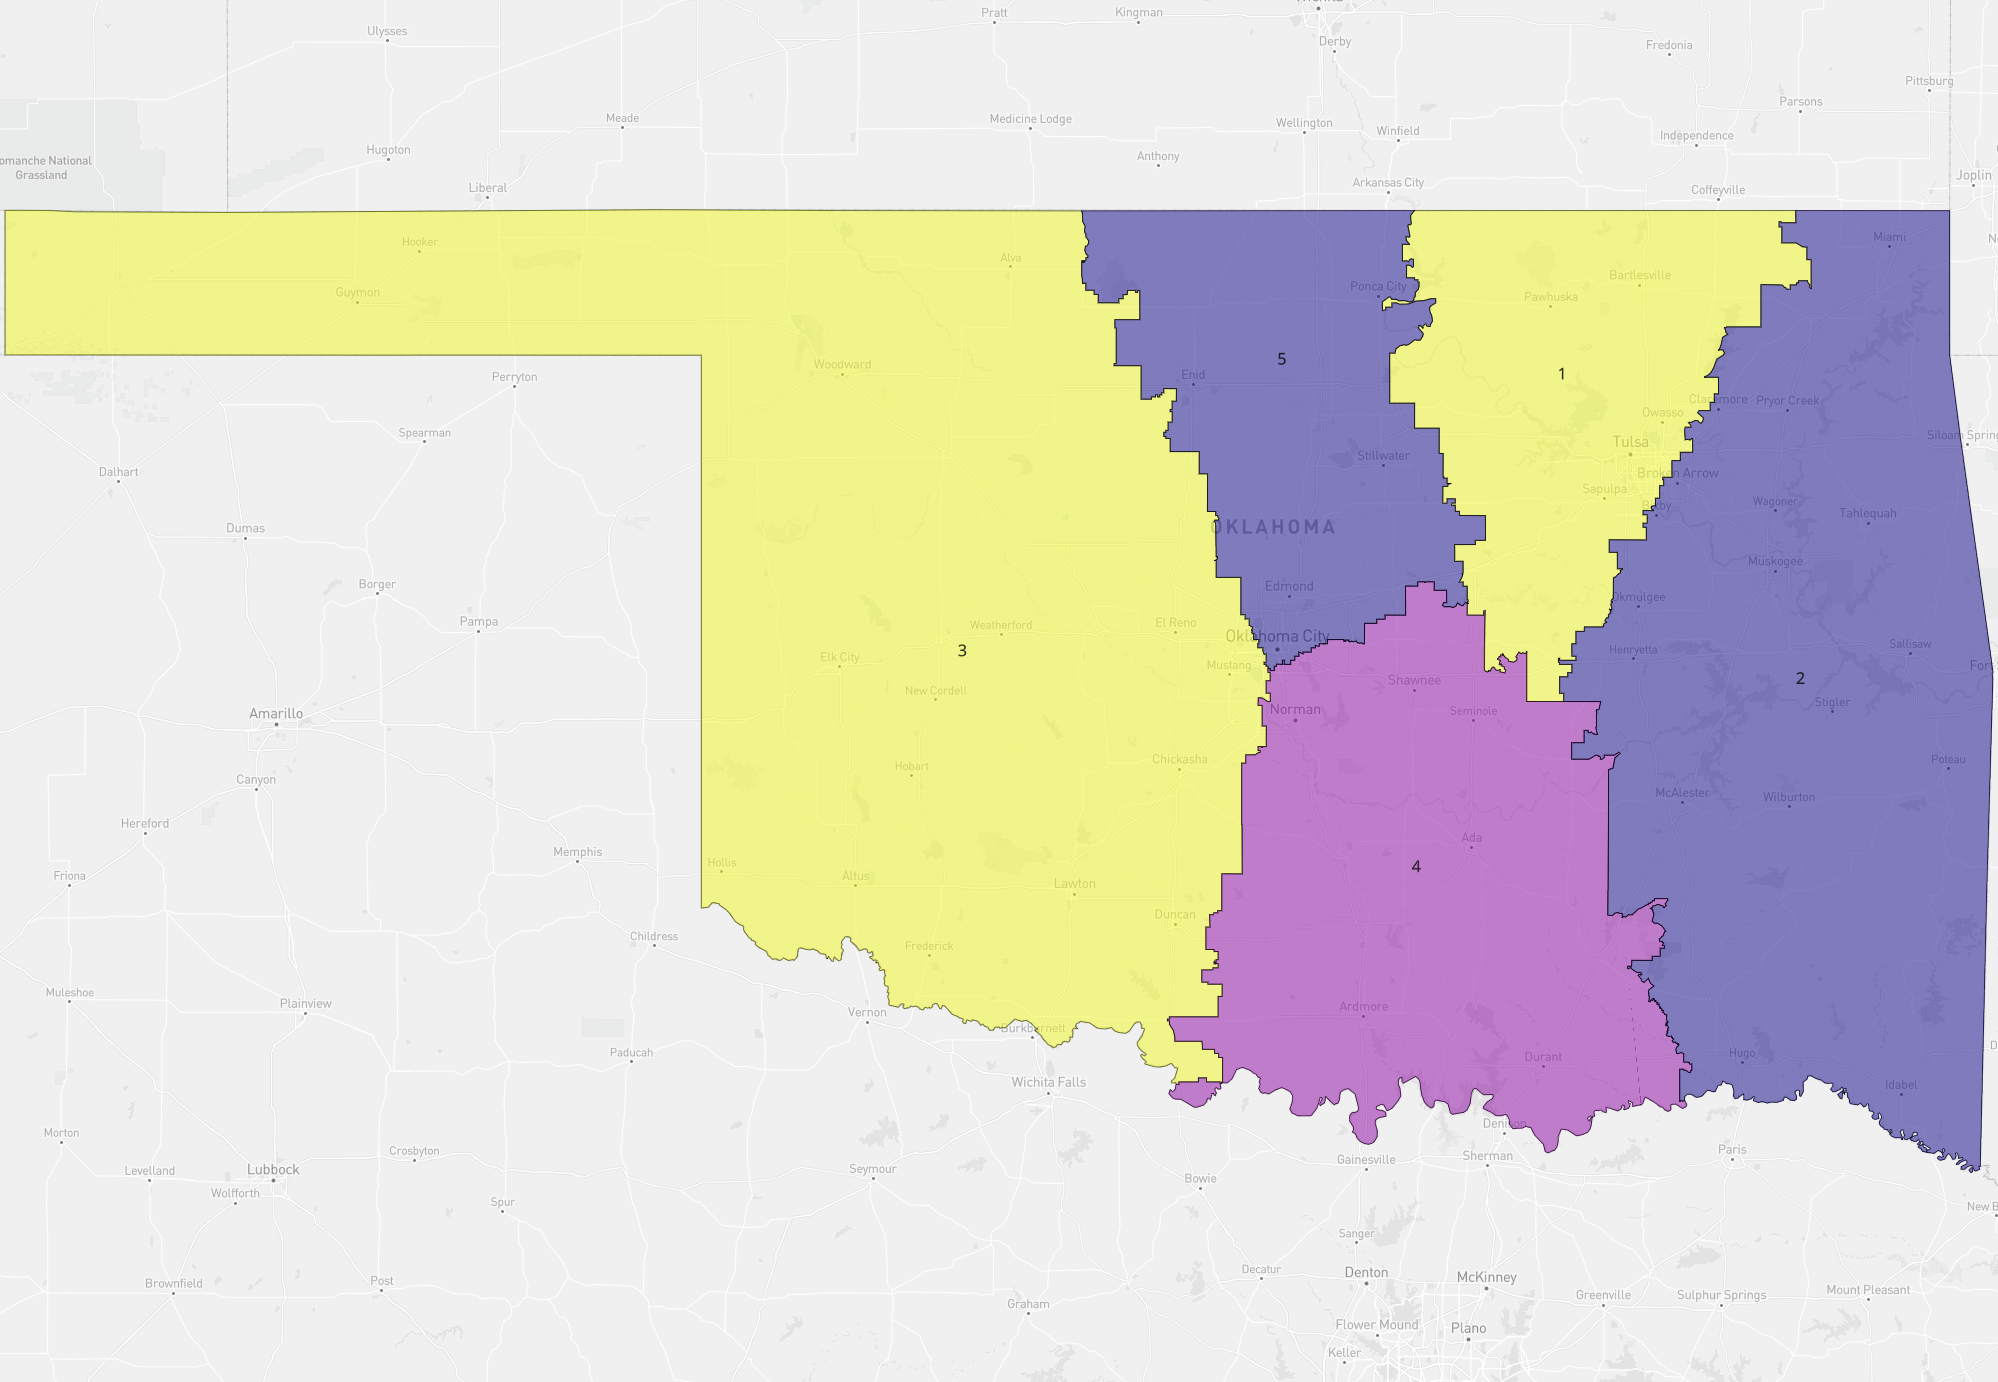 Ulysses
Pratt
Kingman
Derby
Fredonia
Pittsburg
Parsons
Meade
Medicine Lodge
Wellington
Winfield
Independence
Hugoton
Anthony
omanche National
Grassland
Liberal
Arkansas City
Coffeyville
Joplin
Hooker
Alva
Miami
Guymon
Ponca City
Pawhuska
Bartlesville
Woodward
5
1
Perryton
Enid
Claremore
Pryor Creek
Owasso
Spearman
Tulsa
Siloam Spring
Dalhart
Stillwater
Broken Arrow
Sapulpa
Bixby
Wagoner
Tahlequah
Dumas
OKLAHOMA
Muskogee
Borger
Edmond
Okmulgee
Pampa
Weatherford
El Reno
Oklahoma City
3
Elk City
Mustang
Henryetta
Sallisaw
New Cordell
Shawnee
2
Amarillo
Norman
Seminole
Stigler
Canyon
Hobart
Chickasha
Poteau
McAlester
Wilburton
Hereford
Memphis
Ada
Friona
Hollis
Altus
Lawton
4
Duncan
Childress
Frederick
Muleshoe
Plainview
Vernon
Burkburnett
Ardmore
Paducah
Wichita Falls
Durant
Hugo
Idabel
Morton
Crosbyton
Denison
Levelland
Lubbock
Seymour
Gainesville
Sherman
Paris
Wolfforth
Spur
Bowie
New B
Sanger
Brownfield
Post
Decatur
Denton
McKinney
Greenville
Sulphur Springs
Mount Pleasant
Graham
Flower Mound
Plano
Keller